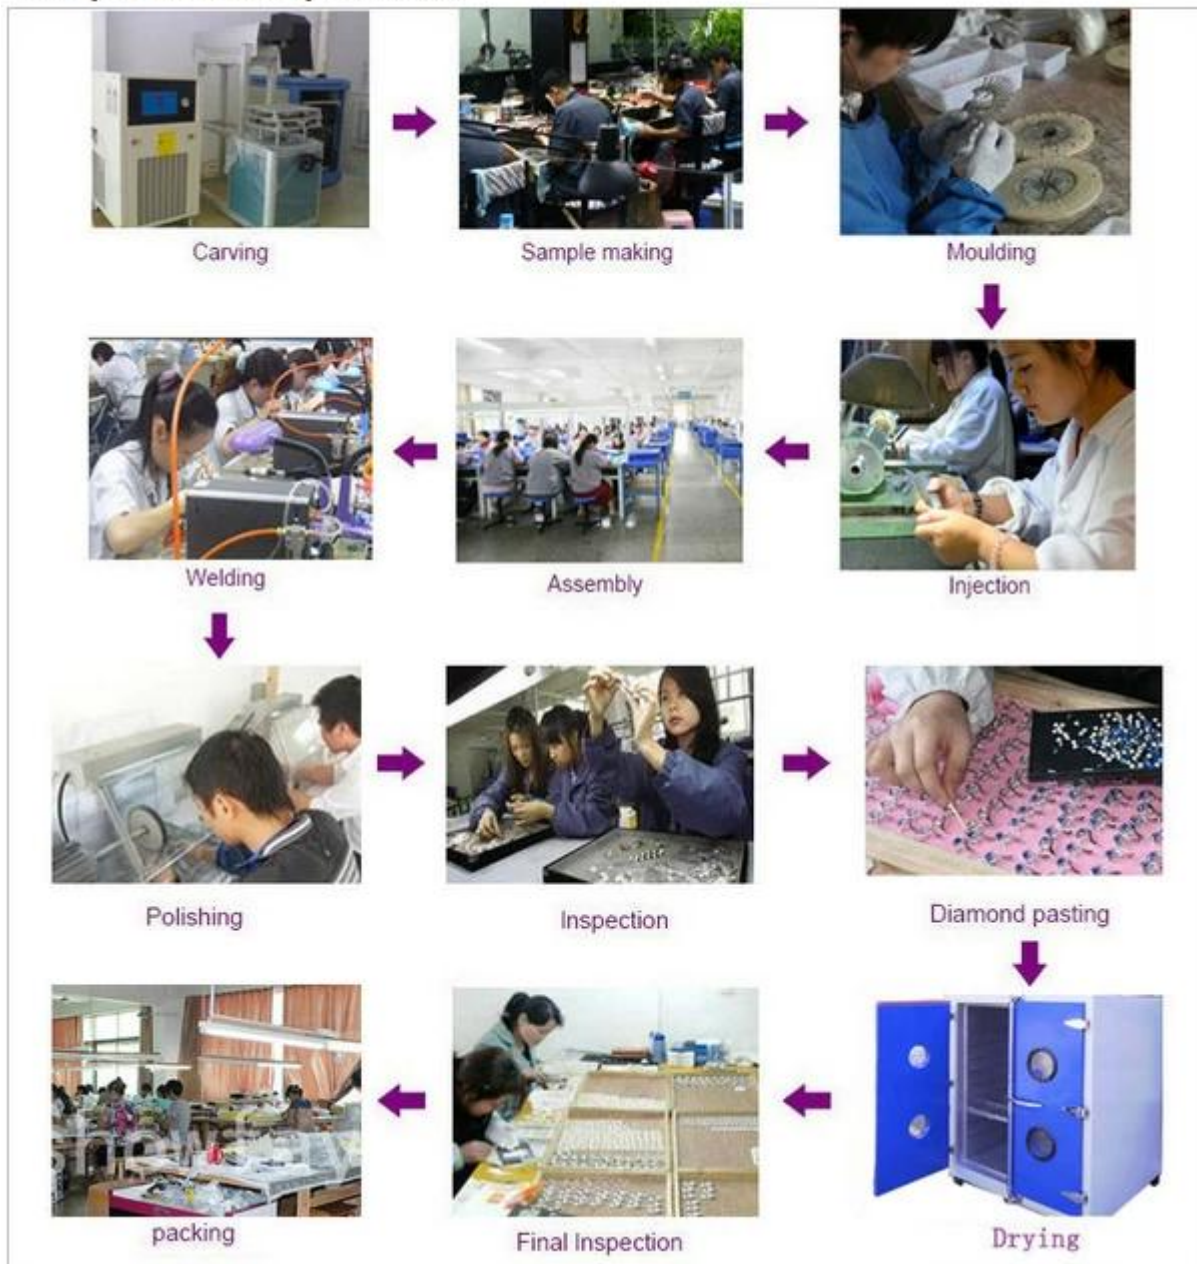 Carving
Sample making
Moulding
Injection
Assembly
Welding
Polishing
Inspection
Diamond pasting
Drying
Final Inspection
packing